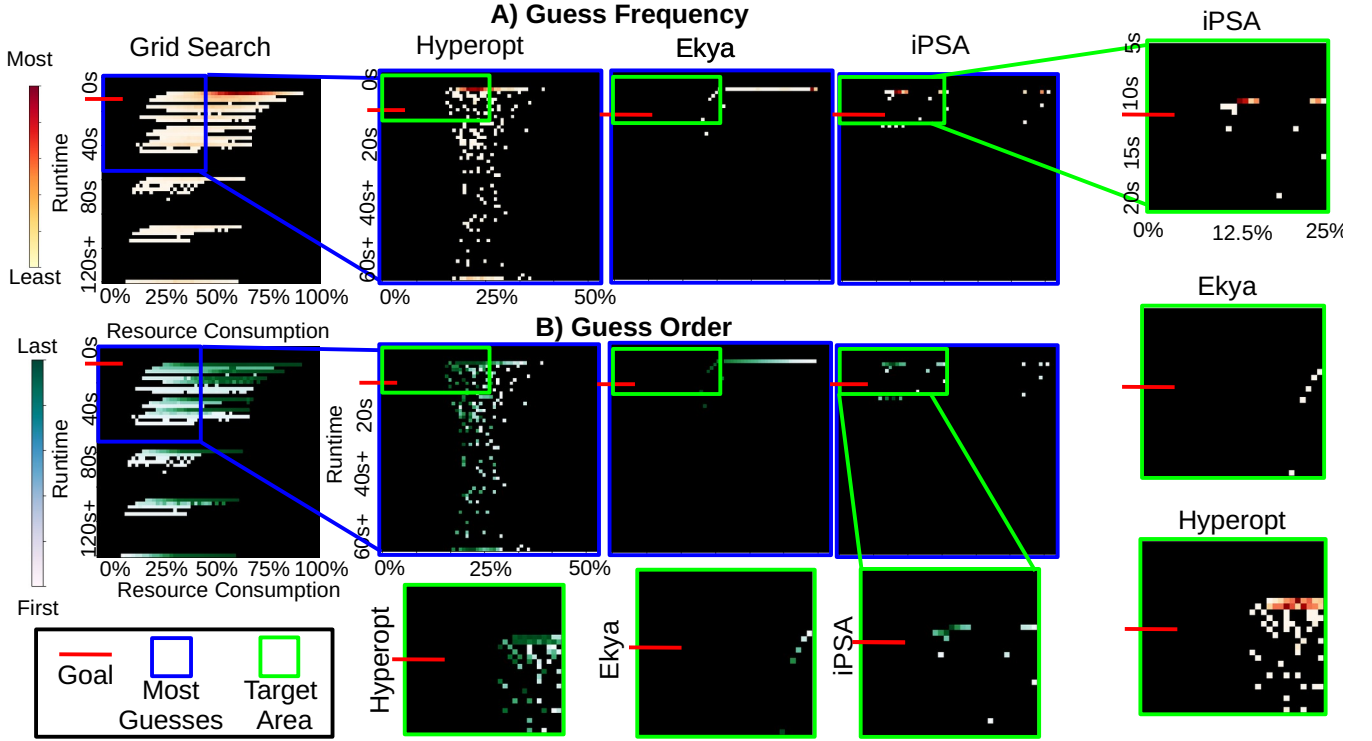 A) Guess Frequency
Grid Search
Hyperopt
Ekya
iPSA
iPSA
Most
Least
Runtime
0s
40s
80s
120s+
0% 25% 50% 75% 100%
Resource Consumption
0s
20s
40s+
60s+
0% 25% 50%
5s
10s
15s
20s
0% 12.5% 25%
Ekya
Hyperopt
B) Guess Order
Last
First
Runtime
0s
40s
80s
120s+
0% 25% 50% 75% 100%
Resource Consumption
Runtime
0s
20s
40s+
60s+
0% 25% 50%
Hyperopt
Ekya
iPSA
Goal
Most
Guesses
Target
Area